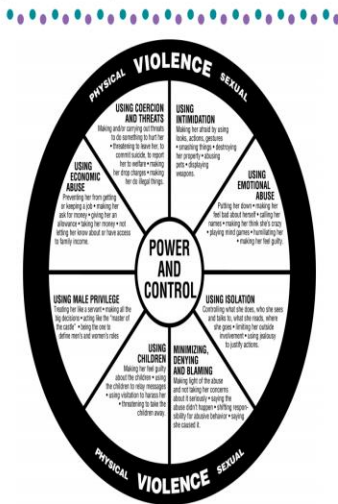 PHYSICAL VIOLENCE SEXUAL
USING COERCION
AND THREATS
Making and/or carrying out threats
to do something to hurt her
• threatening to leave her, to
commit suicide, to report
her to welfare • making
her drop charges • making
her do illegal things.
USING
INTIMIDATION
Making her afraid by using
looks, actions, gestures
• smashing things • destroying
her property • abusing
pets • displaying
weapons.
USING
EMOTIONAL
ABUSE
Putting her down • making her
feel bad about herself • calling her
names • making her think she's crazy
• playing mind games • humiliating her
• making her feel guilty.
USING ISOLATION
Controlling what she does, who she sees
and talks to, what she reads, where
she goes • limiting her outside
involvement • using jealousy
to justify actions.
MINIMIZING,
DENYING
AND BLAMING
Making light of the abuse
and not taking her concerns
about it seriously • saying the
abuse didn't happen • shifting respon-
sibility for abusive behavior • saying
she caused it.
USING
CHILDREN
Making her feel guilty
about the children • using
the children to relay messages
• using visitation to harass her
• threatening to take the
children away.
USING MALE PRIVILEGE
Treating her like a servant • making all the
big decisions • acting like the "master of
the castle" • being the one to
define men's and women's roles
USING
ECONOMIC
ABUSE
Preventing her from getting
or keeping a job • making her
ask for money • giving her an
allowance • taking her money • not
letting her know about or have access
to family income.
POWER
AND
CONTROL
PHYSICAL VIOLENCE SEXUAL